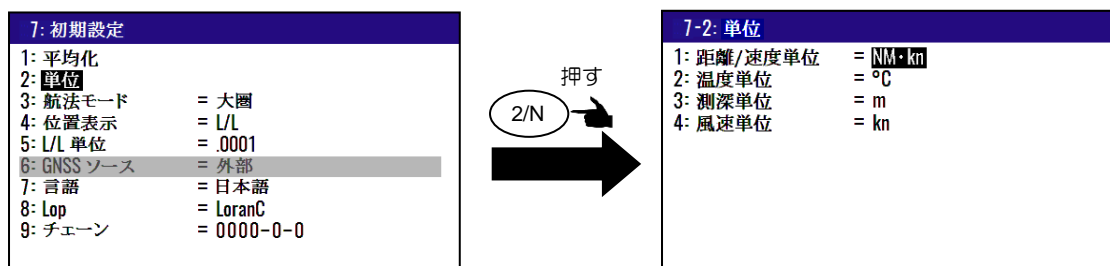 7: 初期設定
1: 平均化
2: 単位
3: 航法モード = 大圏
4: 位置表示 = L/L
5: L/L 単位 = .0001
6: GNSS ソース = 外部
7: 言語 = 日本語
8: Lop = LoranC
9: チェーン = 0000-0-0
押す
2/N
7-2: 単位
1: 距離/速度単位 = NM・kn
2: 温度単位 = °C
3: 測深単位 = m
4: 風速単位 = kn